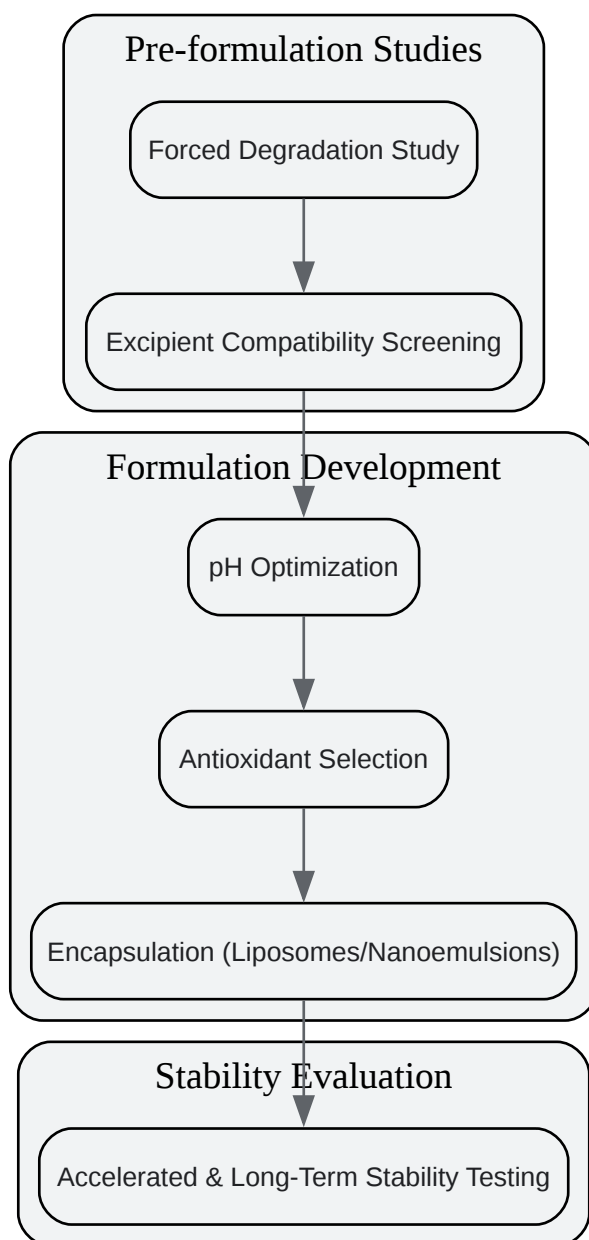 Pre-formulation Studies
Forced Degradation Study
Excipient Compatibility Screening
Formulation Development
pH Optimization
Antioxidant Selection
Encapsulation (Liposomes/Nanoemulsions)
Stability Evaluation
Accelerated & Long-Term Stability Testing